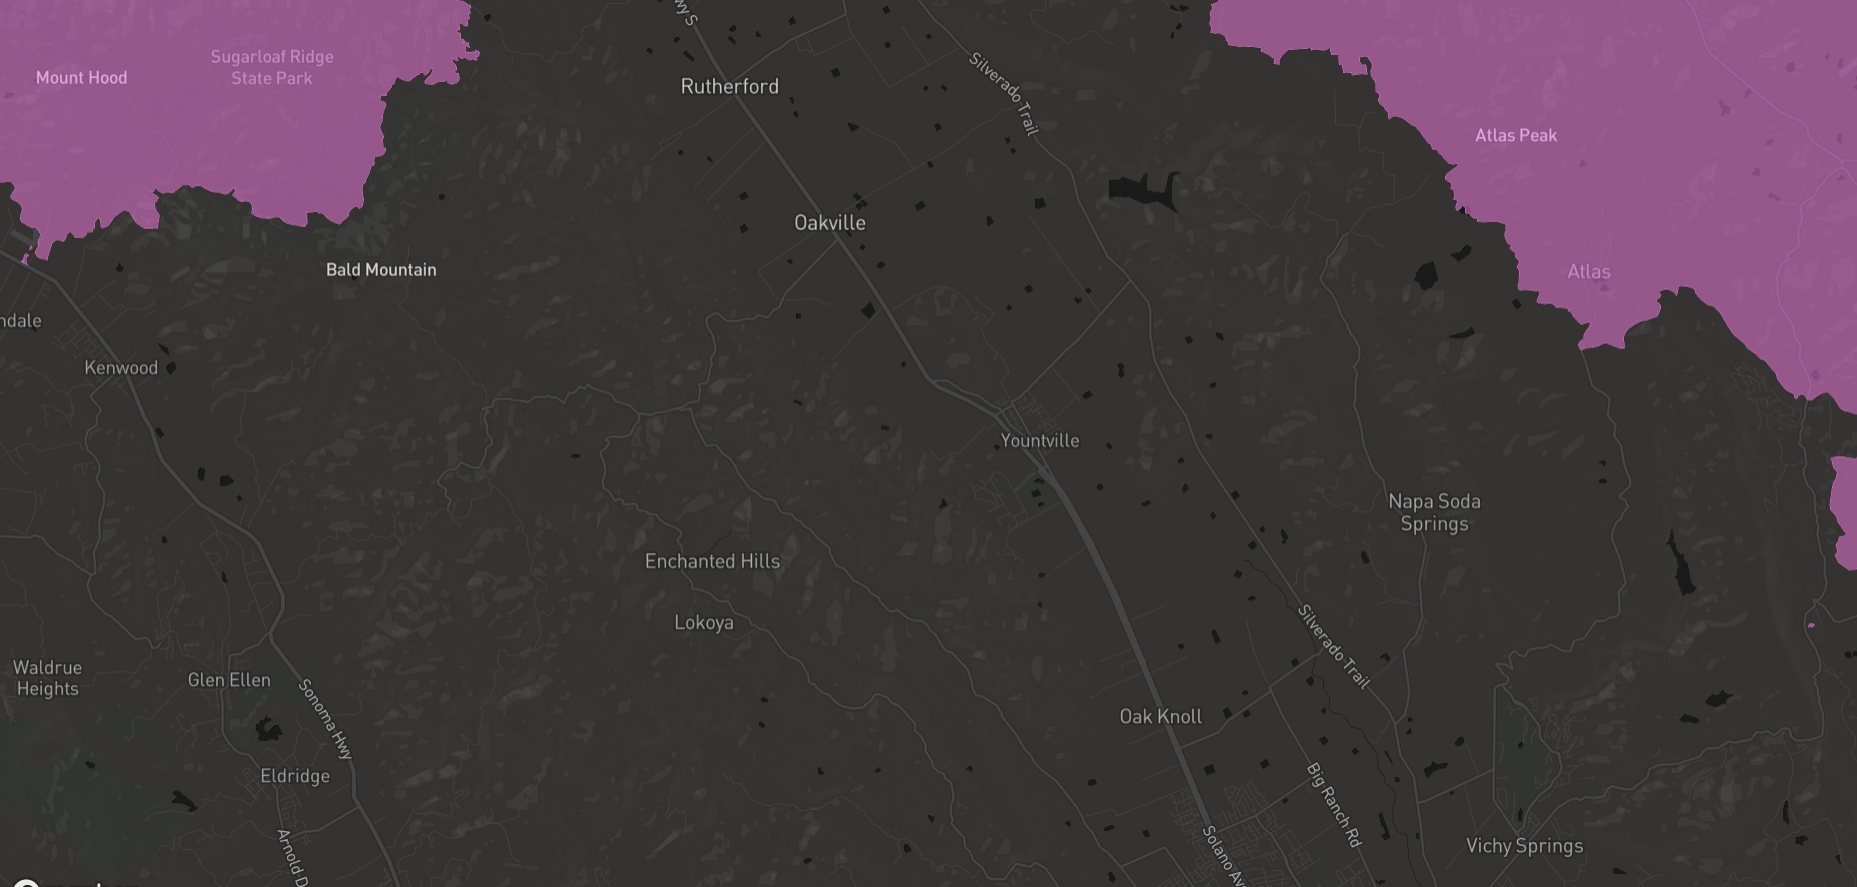 wy S
Sugarloaf Ridge
State Park
Mount Hood
Rutherford
Silverado Trail
Atlas Peak
Oakville
Bald Mountain
Atlas
ndale
Kenwood
Yountville
Napa Soda
Springs
Enchanted Hills
Lokoya
Silverado Trail
Waldrue
Heights
Glen Ellen
Sonoma Hwy
Oak Knoll
Eldridge
Big Ranch Rd
Arnold D
Solano Av
Vichy Springs